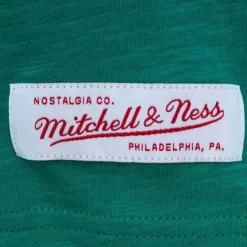 NOSTALGIA CO.
Mitchell & Ness
PHILADELPHIA, PA.